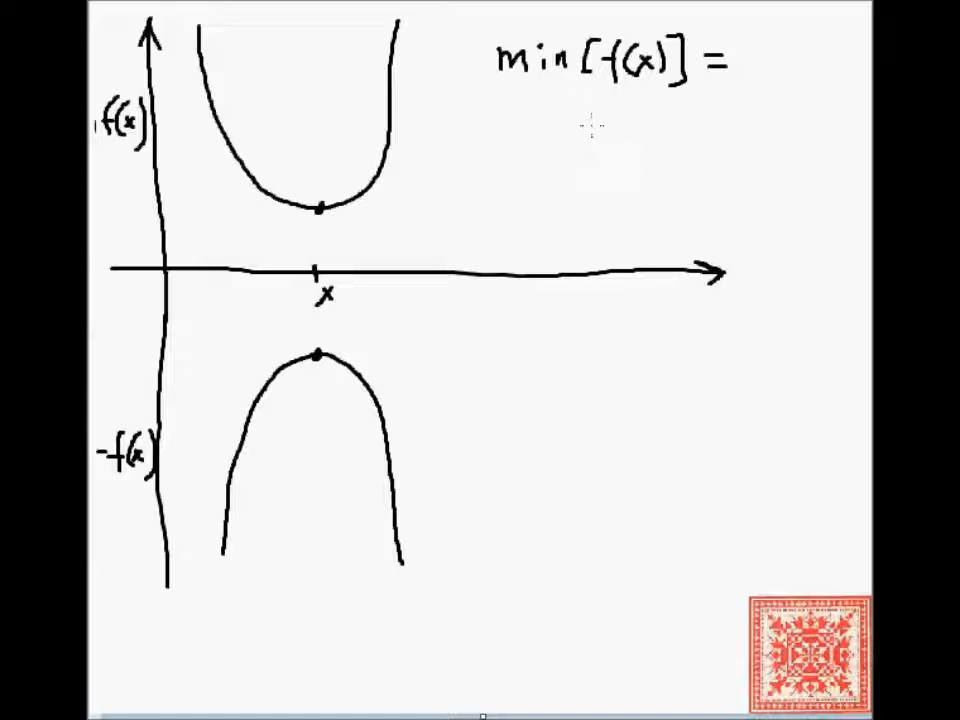 min[f(x)] =
f(x)
x
-f(x)